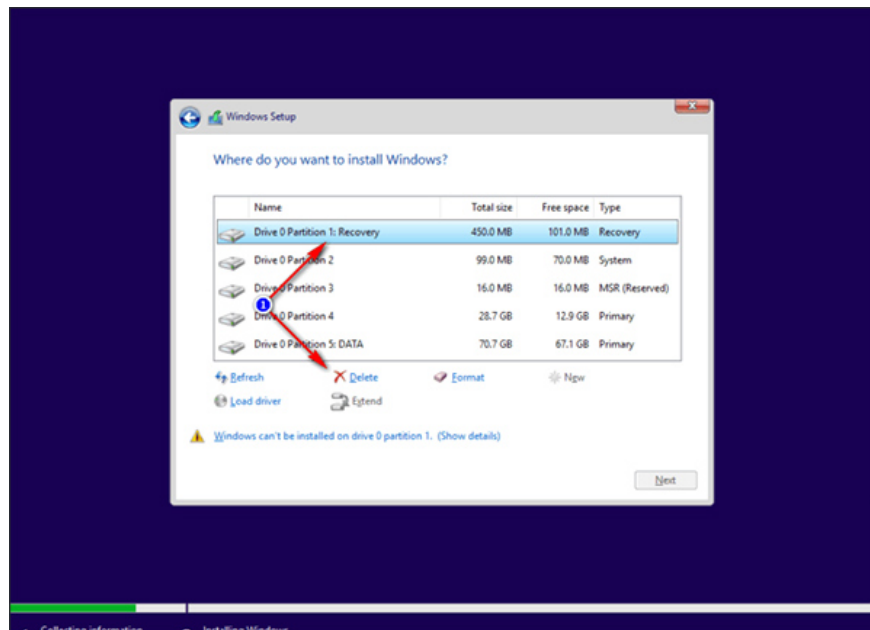 Windows Setup
Where do you want to install Windows?
Name Total size Free space Type
Drive 0 Partition 1: Recovery 450.0 MB 101.0 MB Recovery
Drive 0 Partition 2 99.0 MB 70.0 MB System
Drive 0 Partition 3 16.0 MB 16.0 MB MSR (Reserved)
1
Drive 0 Partition 4 28.7 GB 12.9 GB Primary
Drive 0 Partition 5: DATA 70.7 GB 67.1 GB Primary
Refresh Delete Format New
Load driver Extend
Windows can't be installed on drive 0 partition 1. (Show details)
Next
Collecting information Installing Windows